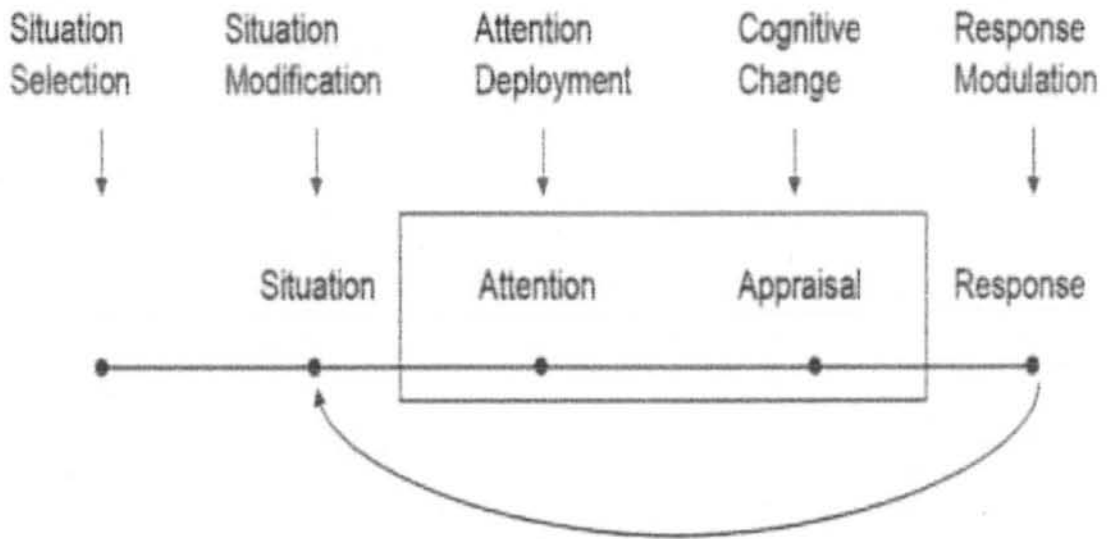 Situation Situation Attention Cognitive Response
Selection Modification Deployment Change Modulation
Situation Attention Appraisal Response